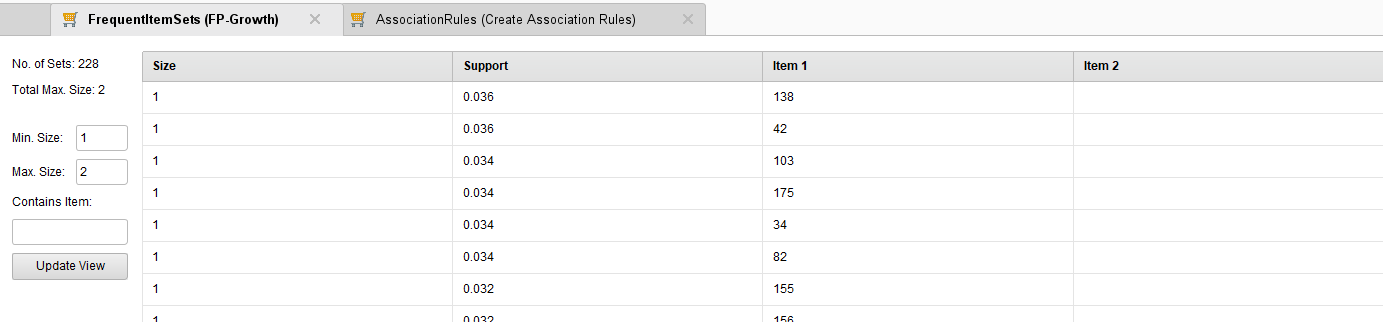 FrequentItemSets (FP-Growth) AssociationRules (Create Association Rules)
No. of Sets: 228
Total Max. Size: 2
Min. Size: 1
Max. Size: 2
Contains Item:
Update View
Size Support Item 1 Item 2
1 0.036 138
1 0.036 42
1 0.034 103
1 0.034 175
1 0.034 34
1 0.034 82
1 0.032 155
1 0.032 156